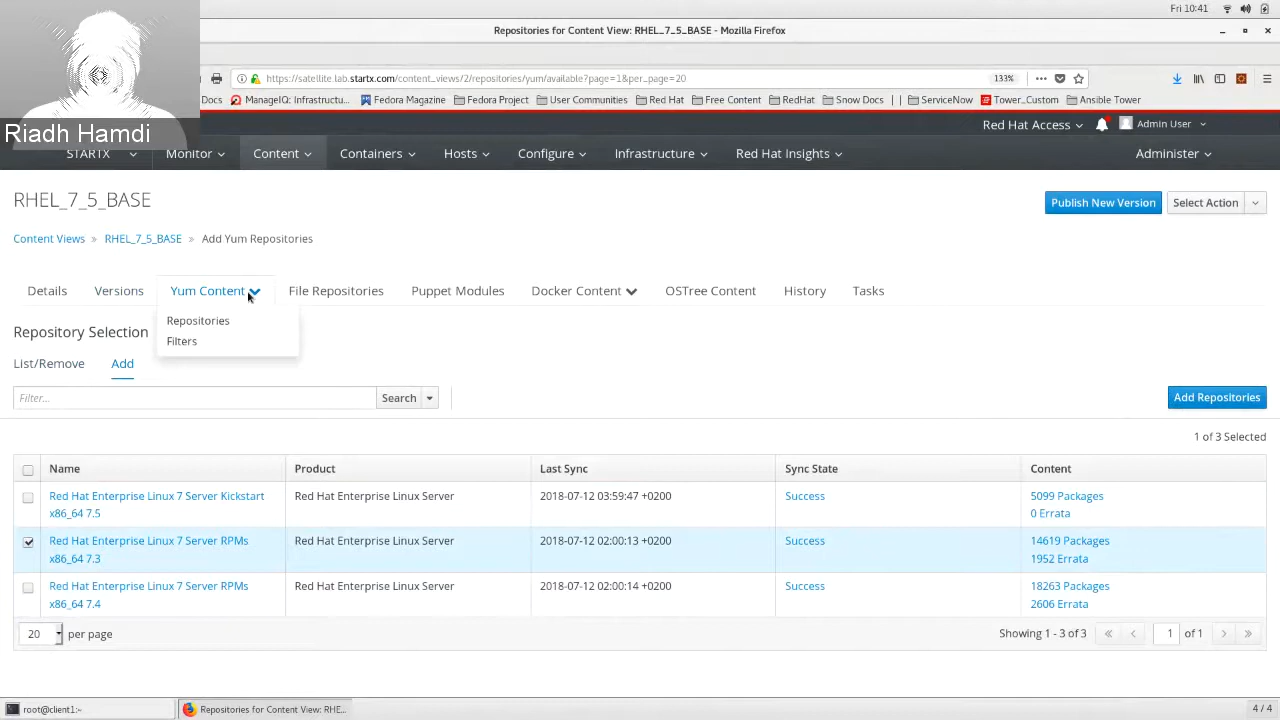 Fri 10:41
Repositories for Content View: RHEL_7_5_BASE - Mozilla Firefox
https://satellite.lab.startx.com/content_views/2/repositories/yum/available?page=1&per_page=20
133%
Docs
ManageIQ: Infrastructu...
Fedora Magazine
Fedora Project
User Communities
Red Hat
Free Content
RedHat
Snow Docs
ServiceNow
Tower_Custom
Ansible Tower
Riadh Hamdi
Red Hat Access
Admin User
STARTX
Monitor
Content
Containers
Hosts
Configure
Infrastructure
Red Hat Insights
Administer
RHEL_7_5_BASE
Publish New Version
Select Action
Content Views » RHEL_7_5_BASE » Add Yum Repositories
Details
Versions
Yum Content
File Repositories
Puppet Modules
Docker Content
OSTree Content
History
Tasks
Repositories
Filters
Repository Selection
List/Remove
Add
Filter...
Search
Add Repositories
1 of 3 Selected
Name
Product
Last Sync
Sync State
Content
Red Hat Enterprise Linux 7 Server Kickstart
x86_64 7.5
Red Hat Enterprise Linux Server
2018-07-12 03:59:47 +0200
Success
5099 Packages
0 Errata
Red Hat Enterprise Linux 7 Server RPMs
x86_64 7.3
Red Hat Enterprise Linux Server
2018-07-12 02:00:13 +0200
Success
14619 Packages
1952 Errata
Red Hat Enterprise Linux 7 Server RPMs
x86_64 7.4
Red Hat Enterprise Linux Server
2018-07-12 02:00:14 +0200
Success
18263 Packages
2606 Errata
20
per page
Showing 1 - 3 of 3
« ‹ 1 of 1 › »
root@client1:~
Repositories for Content View: RHE...
4 / 4